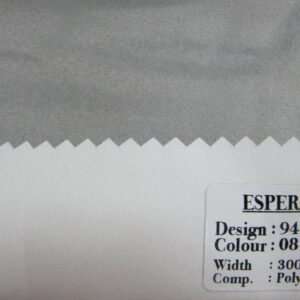 ESPER
Design : 94
Colour : 08
Width : 300
Comp. : Poly